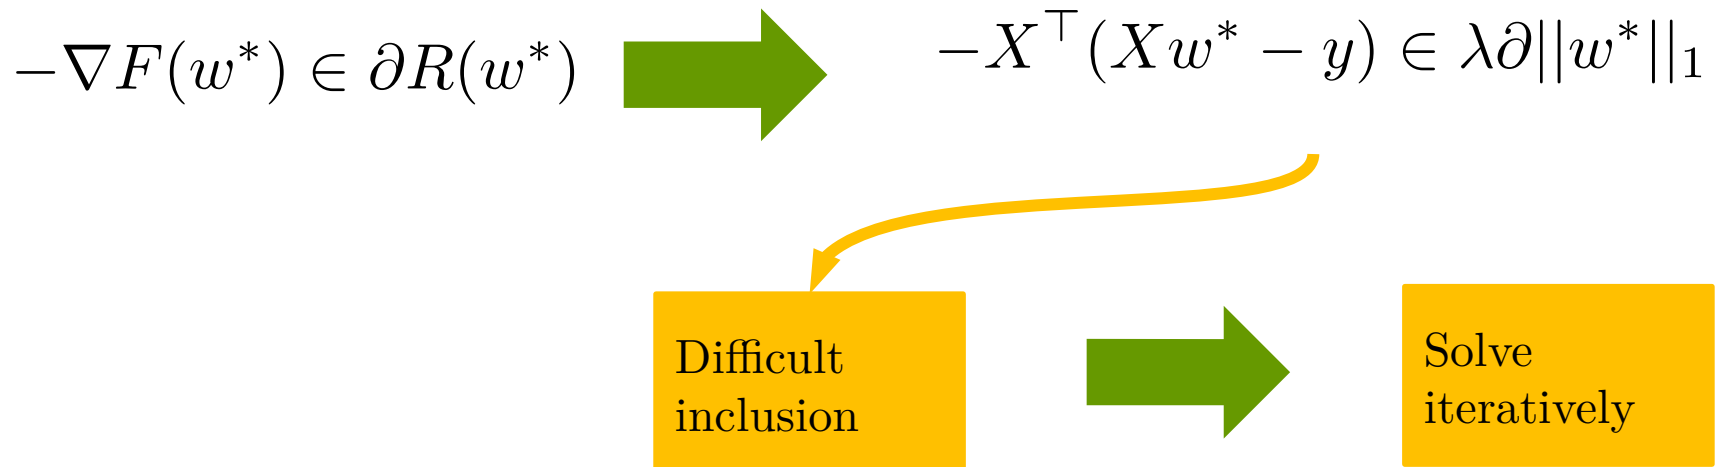 −∇F(w*) ∈ ∂R(w*)
−X^⊤(Xw* − y) ∈ λ∂||w*||₁
Difficult
inclusion
Solve
iteratively